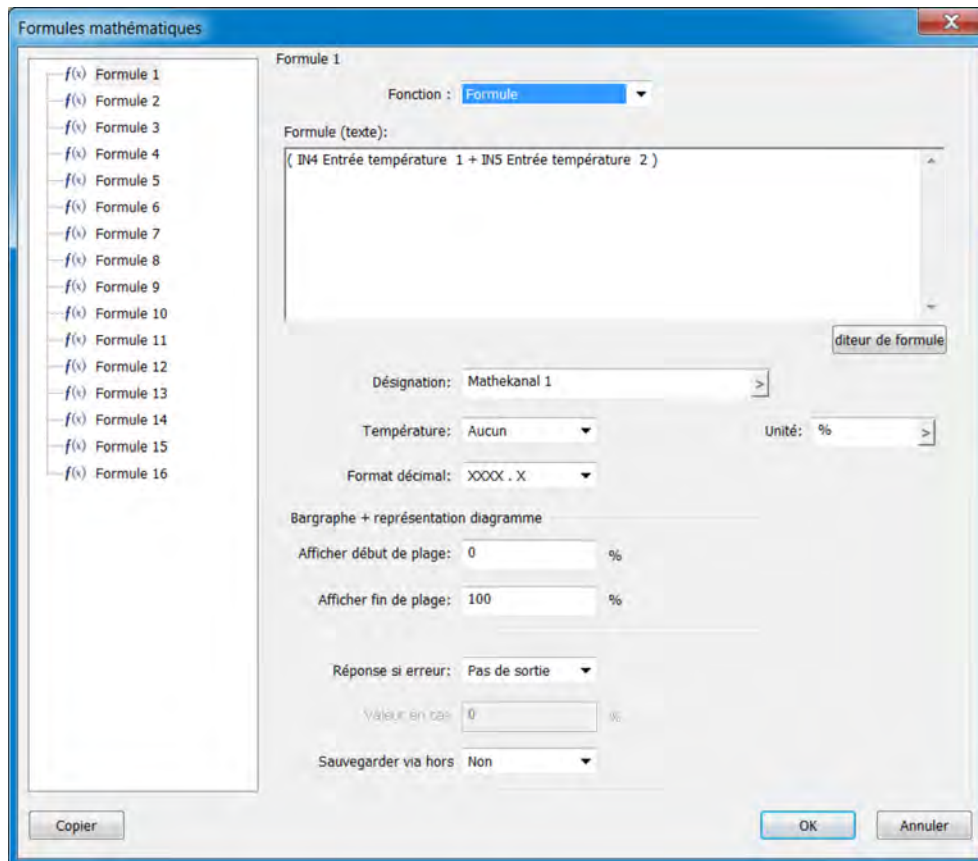 Formules mathématiques
f(x) Formule 1
f(x) Formule 2
f(x) Formule 3
f(x) Formule 4
f(x) Formule 5
f(x) Formule 6
f(x) Formule 7
f(x) Formule 8
f(x) Formule 9
f(x) Formule 10
f(x) Formule 11
f(x) Formule 12
f(x) Formule 13
f(x) Formule 14
f(x) Formule 15
f(x) Formule 16
Formule 1
Fonction : Formule
Formule (texte):
( IN4 Entrée température 1 + IN5 Entrée température 2 )
diteur de formule
Désignation: Mathekanal 1 >
Température: Aucun Unité: % >
Format décimal: XXXX . X
Bargraphe + représentation diagramme
Afficher début de plage: 0 %
Afficher fin de plage: 100 %
Réponse si erreur: Pas de sortie
Valeur en cas 0 %
Sauvegarder via hors Non
Copier OK Annuler